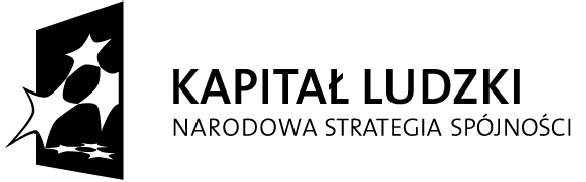 KAPITAŁ LUDZKI
NARODOWA STRATEGIA SPÓJNOŚCI